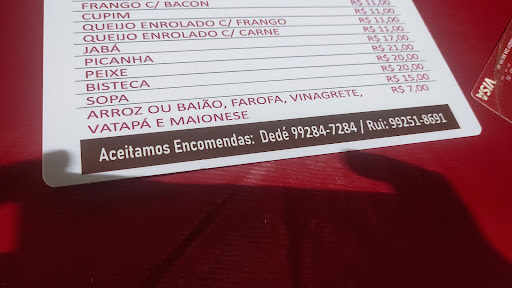 FRANGO C/ BACON R$ 11,00
CUPIM R$ 11,00
QUEIJO ENROLADO C/ FRANGO R$ 11,00
QUEIJO ENROLADO C/ CARNE R$ 11,00
JABÁ R$ 17,00
PICANHA R$ 21,00
PEIXE R$ 20,00
BISTECA R$ 20,00
SOPA R$ 15,00
ARROZ OU BAIÃO, FAROFA, VINAGRETE, R$ 7,00
VATAPÁ E MAIONESE
Aceitamos Encomendas: Dedé 99284-7284 / Rui: 99251-8691
VISA